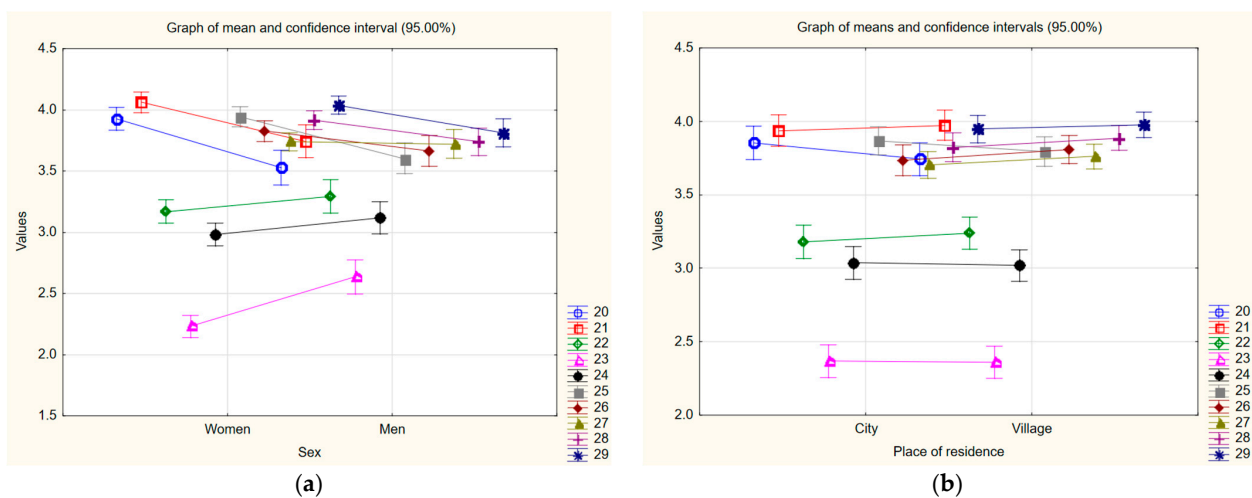 Graph of mean and confidence interval (95.00%)
4.5
4.0
3.5
3.0
2.5
2.0
1.5
Values
Women
Men
Sex
20
21
22
23
24
25
26
27
28
29
(a)
Graph of means and confidence intervals (95.00%)
4.5
4.0
3.5
3.0
2.5
2.0
Values
City
Village
Place of residence
20
21
22
23
24
25
26
27
28
29
(b)